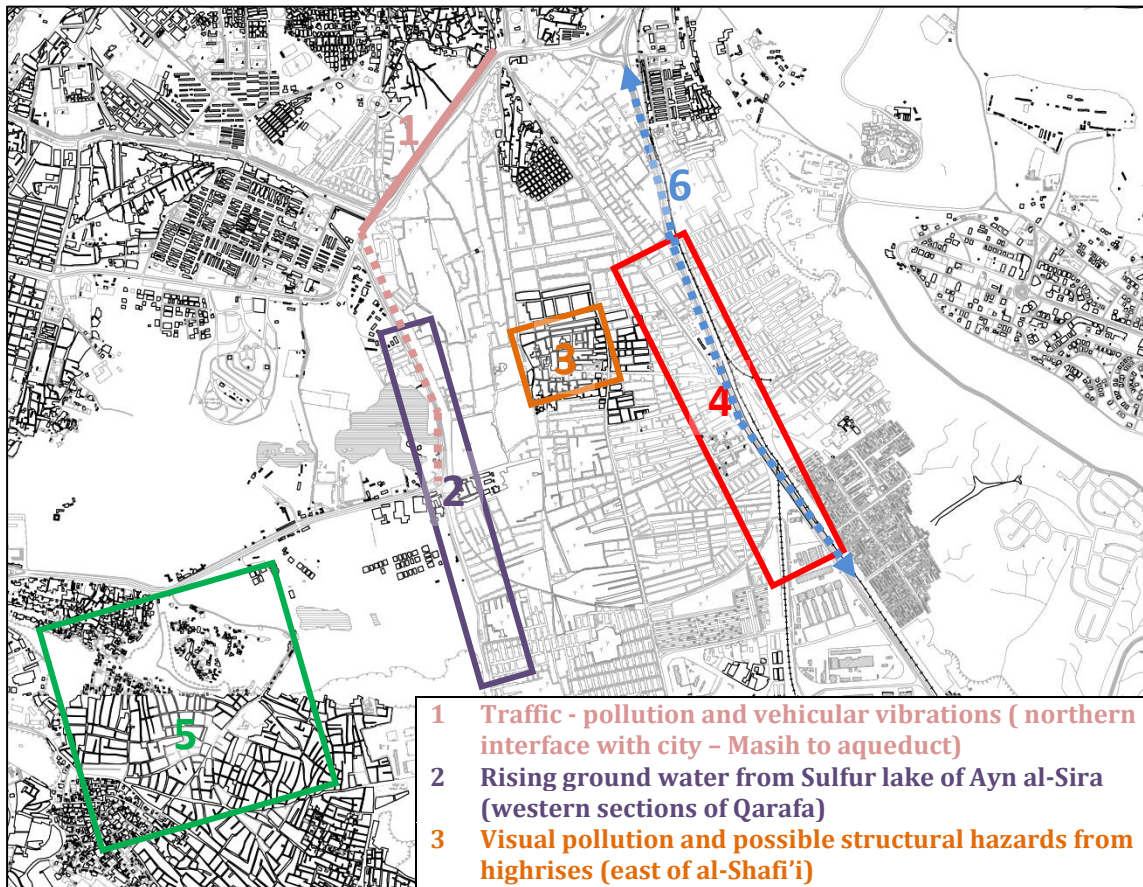 1
6
3
4
2
5
1 Traffic - pollution and vehicular vibrations ( northern
interface with city – Masih to aqueduct)
2 Rising ground water from Sulfur lake of Ayn al-Sira
(western sections of Qarafa)
3 Visual pollution and possible structural hazards from
highrises (east of al-Shafi’i)